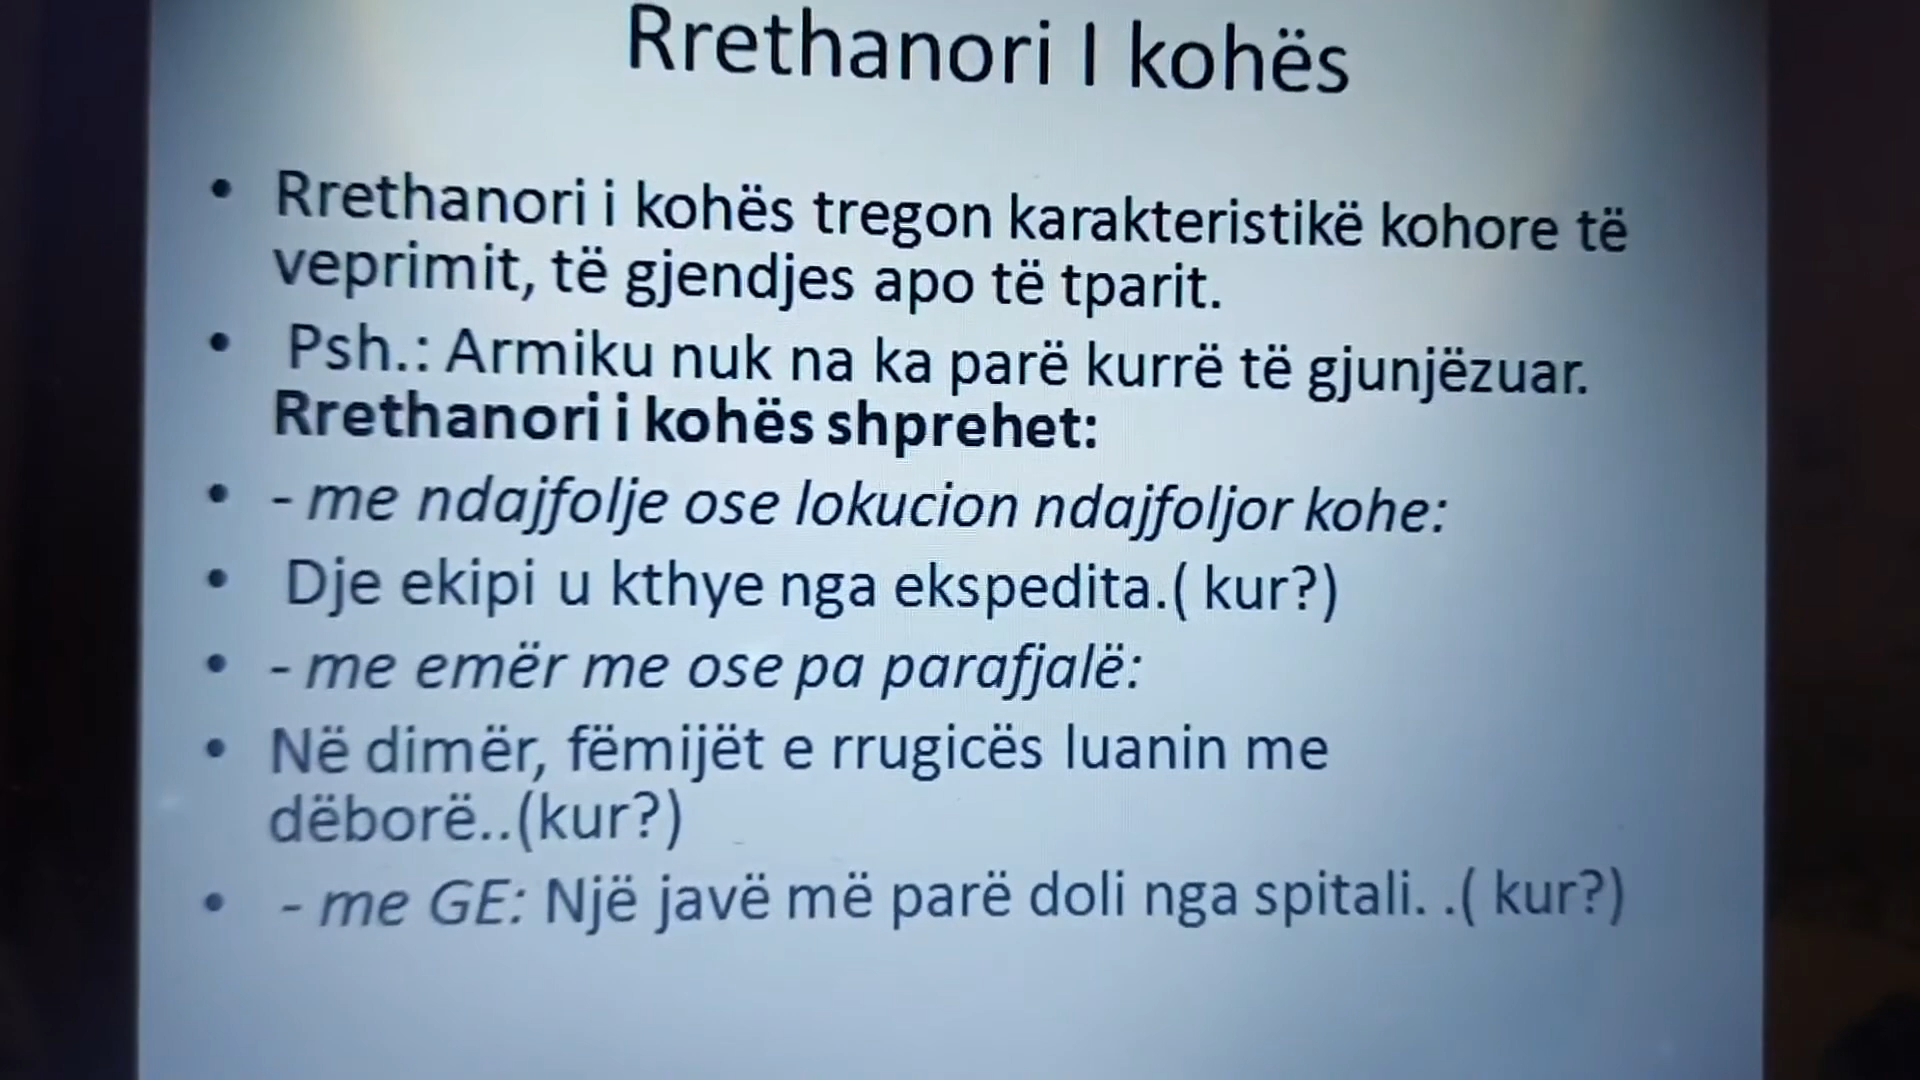 Rrethanori I kohës
• Rrethanori i kohës tregon karakteristikë kohore të
veprimit, të gjendjes apo të tparit.
• Psh.: Armiku nuk na ka parë kurrë të gjunjëzuar.
Rrethanori i kohës shprehet:
• - me ndajfolje ose lokucion ndajfoljor kohe:
• Dje ekipi u kthye nga ekspedita.( kur?)
• - me emër me ose pa parafjalë:
• Në dimër, fëmijët e rrugicës luanin me
dëborë..(kur?)
• - me GE: Një javë më parë doli nga spitali. .( kur?)